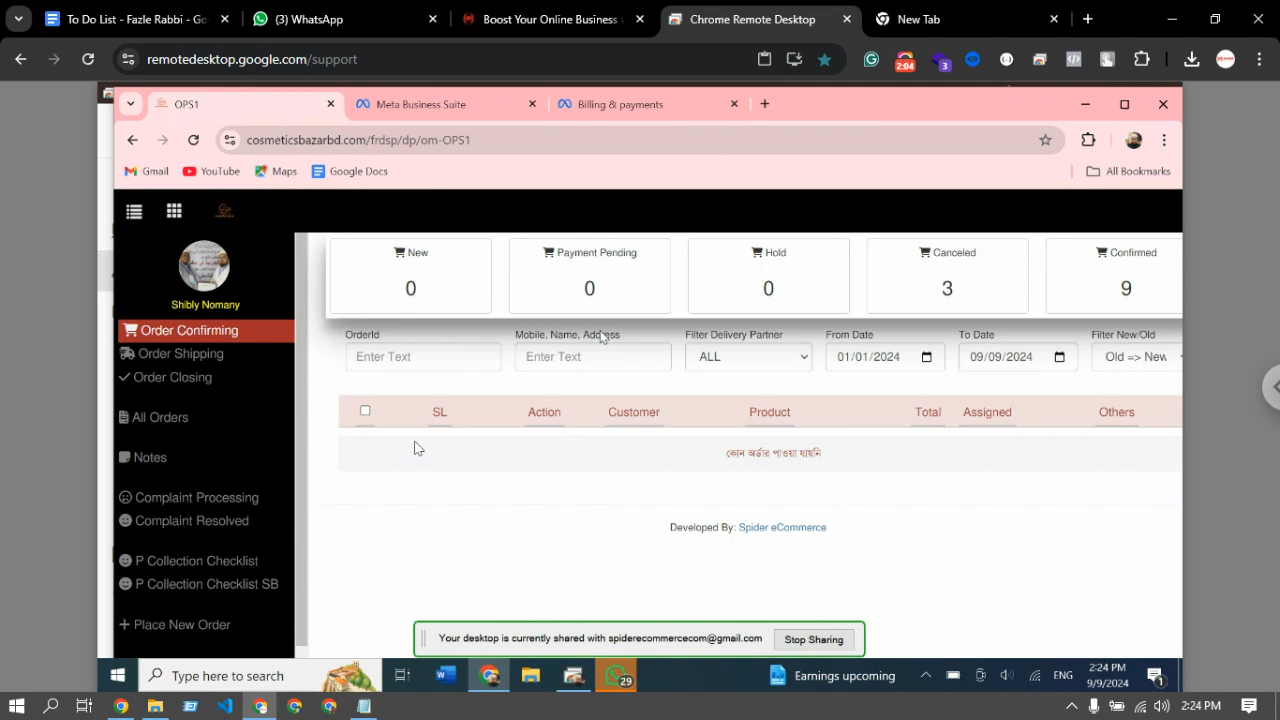 To Do List - Fazle Rabbi - Go
(3) WhatsApp
Boost Your Online Business
Chrome Remote Desktop
New Tab
remotedesktop.google.com/support
2:04
3
OPS1
Meta Business Suite
Billing & payments
cosmeticsbazarbd.com/frdsp/dp/om-OPS1
Gmail
YouTube
Maps
Google Docs
All Bookmarks
Shibly Nomany
Order Confirming
Order Shipping
Order Closing
All Orders
Notes
Complaint Processing
Complaint Resolved
P Collection Checklist
P Collection Checklist SB
Place New Order
New
0
Payment Pending
0
Hold
0
Canceled
3
Confirmed
9
OrderId
Enter Text
Mobile, Name, Address
Enter Text
Filter Delivery Partner
ALL
From Date
01/01/2024
To Date
09/09/2024
Filter New/Old
Old => New
SL Action Customer Product Total Assigned Others
কোন অর্ডার পাওয়া যায়নি
Developed By: Spider eCommerce
Your desktop is currently shared with spiderecommercecom@gmail.com
Stop Sharing
Type here to search
29
Earnings upcoming
ENG
2:24 PM
9/9/2024
1
2:24 PM